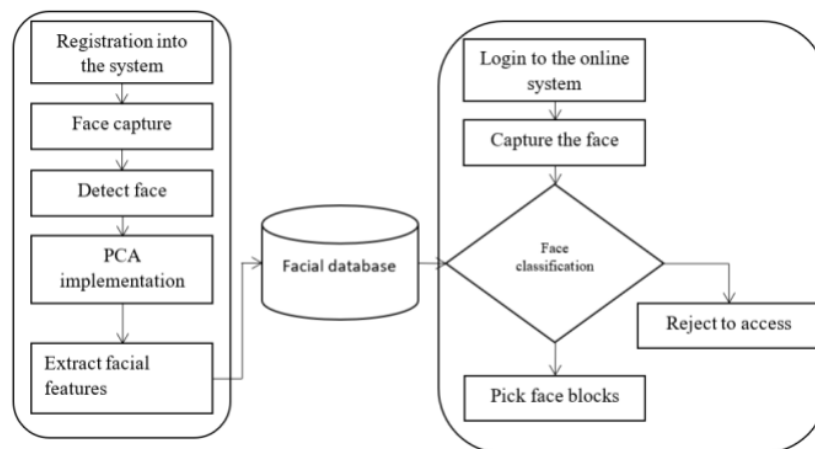 Registration into
the system
Face capture
Detect face
PCA
implementation
Extract facial
features
Facial database
Login to the online
system
Capture the face
Face
classification
Reject to access
Pick face blocks